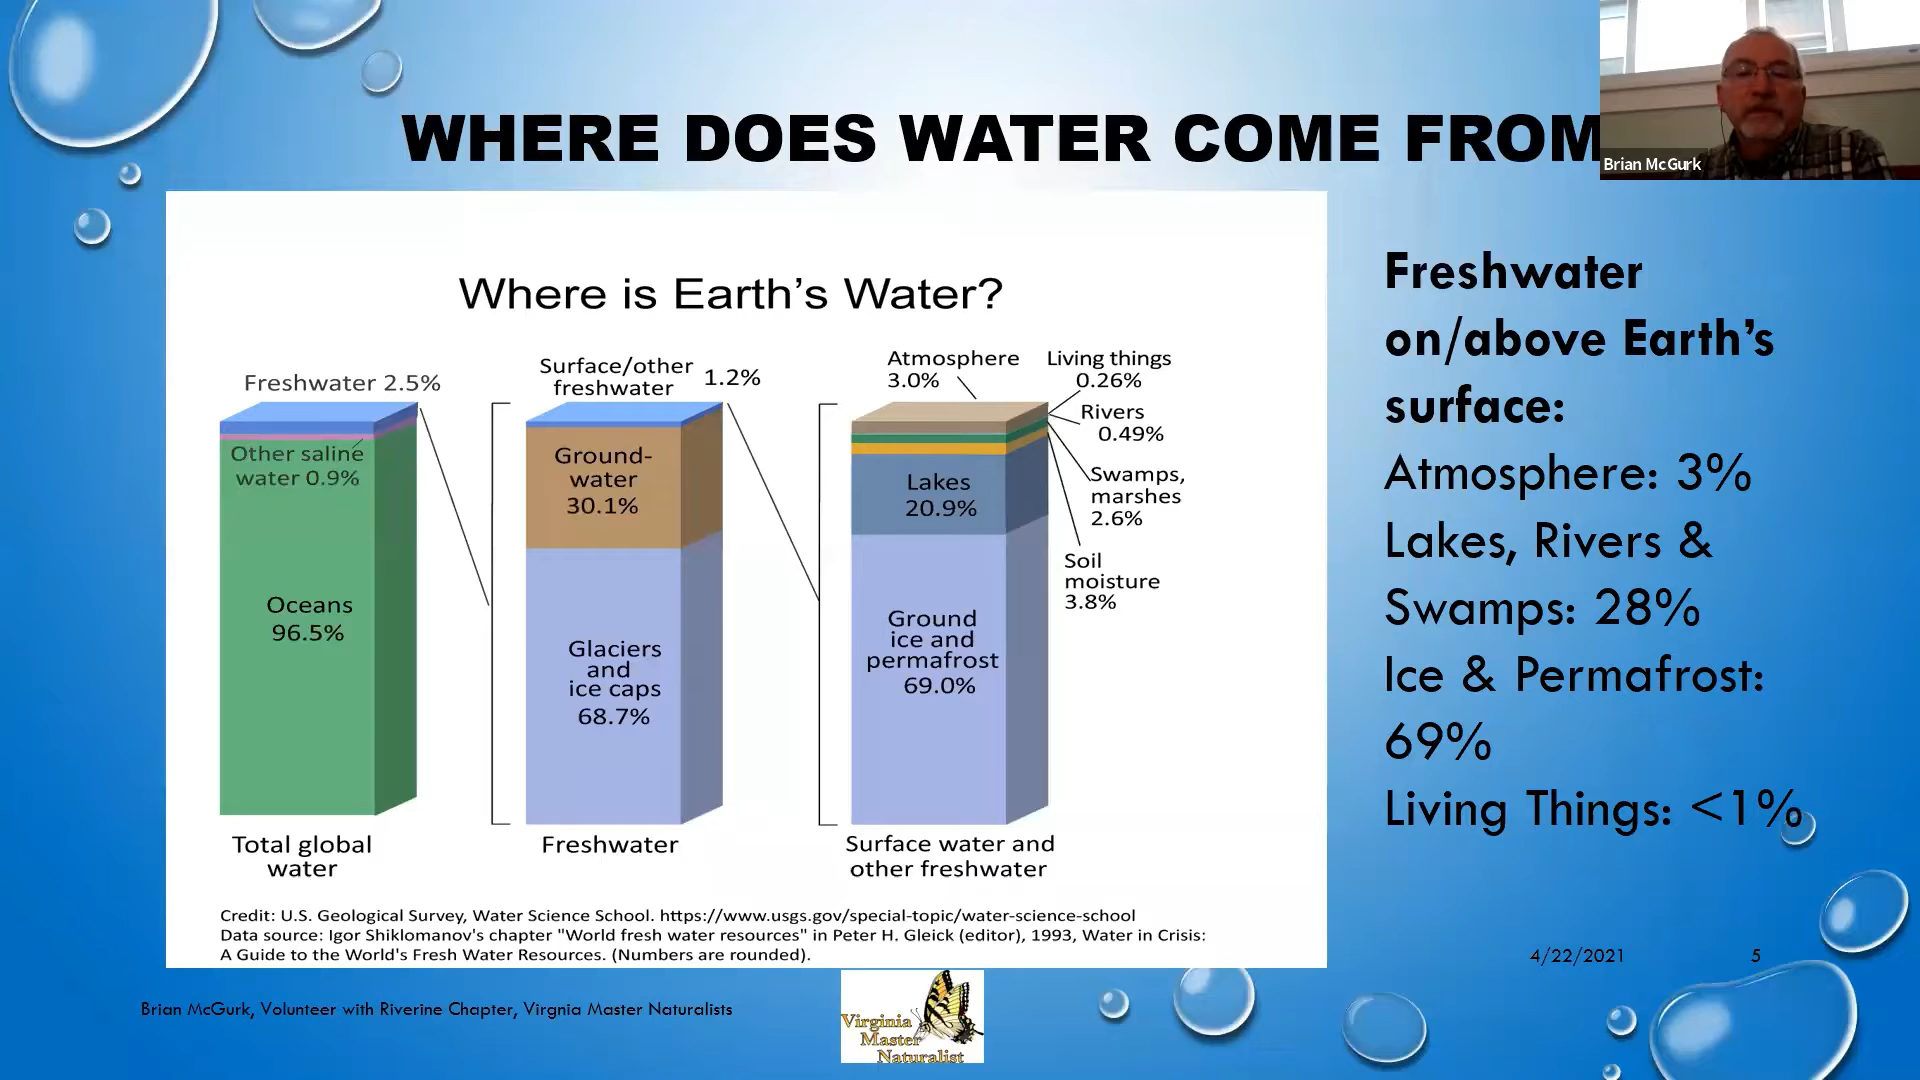 WHERE DOES WATER COME FROM
Brian McGurk
Where is Earth's Water?
Freshwater 2.5%
Other saline
water 0.9%
Oceans
96.5%
Total global
water
Surface/other
freshwater 1.2%
Ground-
water
30.1%
Glaciers
and
ice caps
68.7%
Freshwater
Atmosphere
3.0%
Living things
0.26%
Rivers
0.49%
Swamps,
marshes
2.6%
Soil
moisture
3.8%
Lakes
20.9%
Ground
ice and
permafrost
69.0%
Surface water and
other freshwater
Credit: U.S. Geological Survey, Water Science School. https://www.usgs.gov/special-topic/water-science-school
Data source: Igor Shiklomanov's chapter "World fresh water resources" in Peter H. Gleick (editor), 1993, Water in Crisis:
A Guide to the World's Fresh Water Resources. (Numbers are rounded).
Freshwater
on/above Earth's
surface:
Atmosphere: 3%
Lakes, Rivers &
Swamps: 28%
Ice & Permafrost:
69%
Living Things: <1%
4/22/2021
5
Brian McGurk, Volunteer with Riverine Chapter, Virgnia Master Naturalists
Virginia
Master
Naturalist